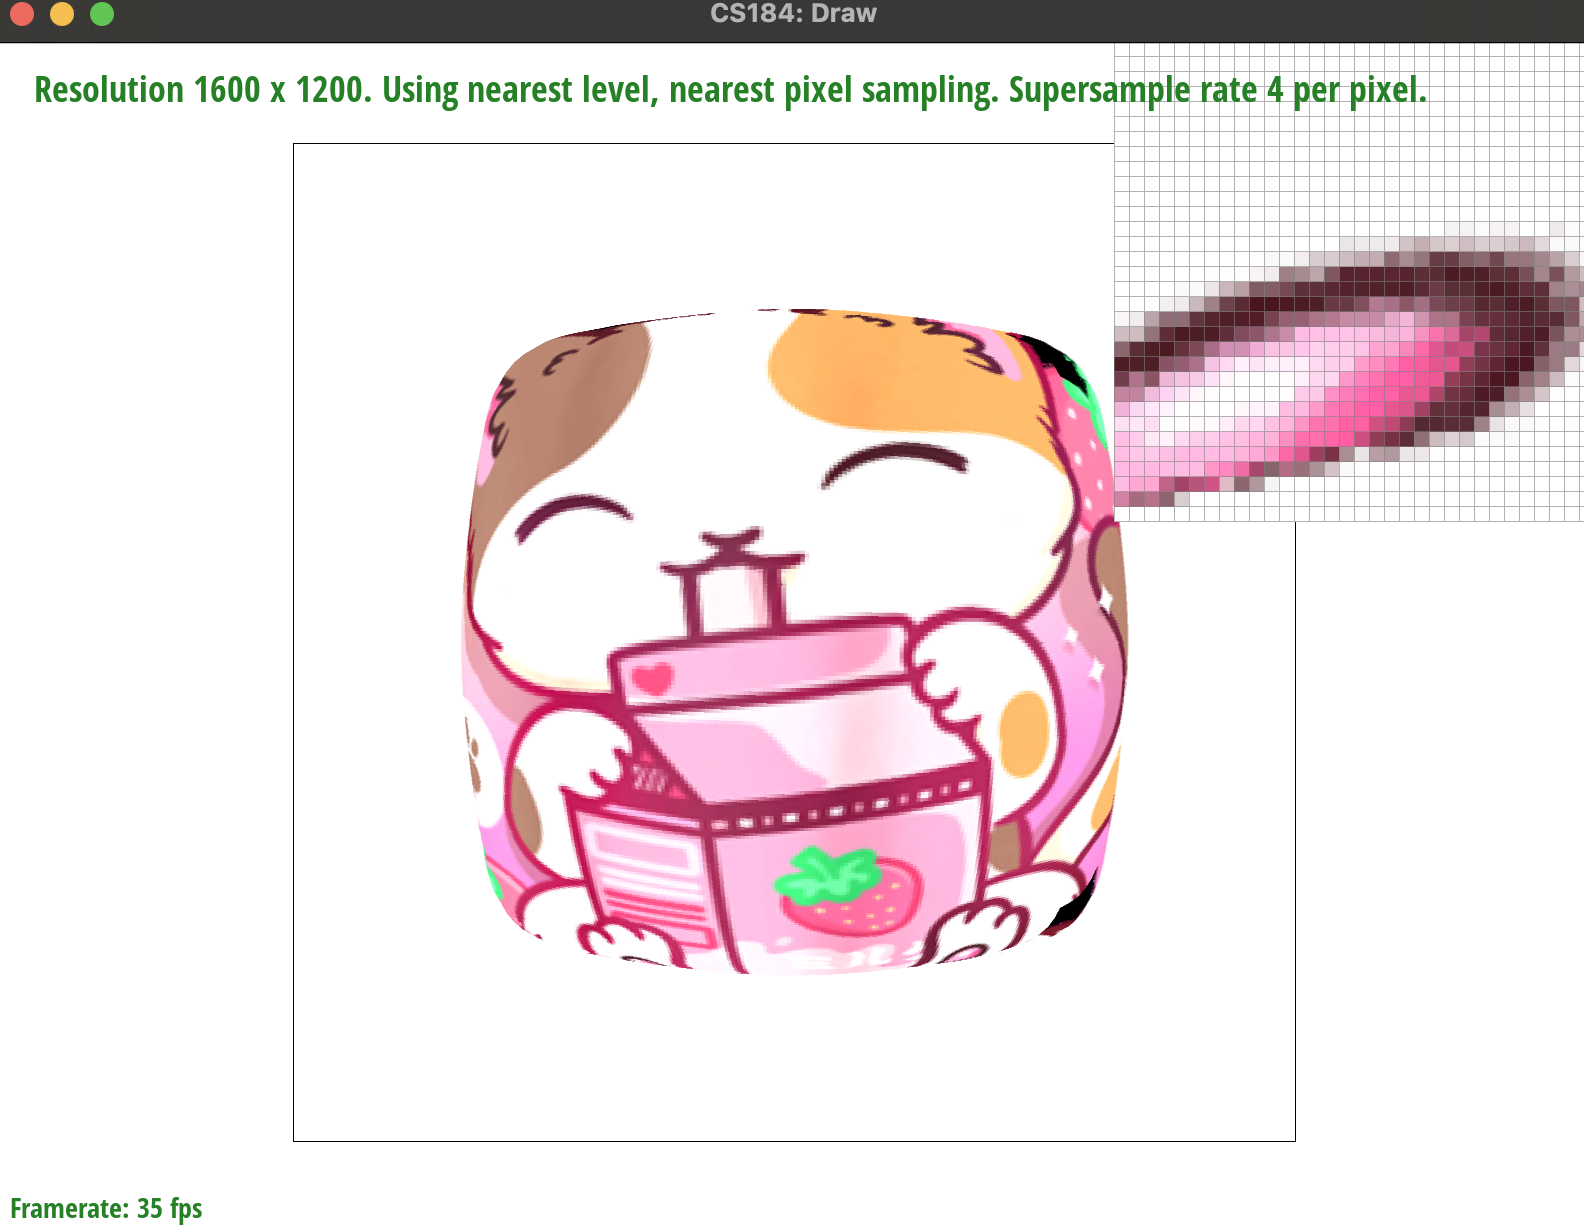 CS184: Draw
Resolution 1600 x 1200. Using nearest level, nearest pixel sampling. Supersample rate 4 per pixel.
Framerate: 35 fps